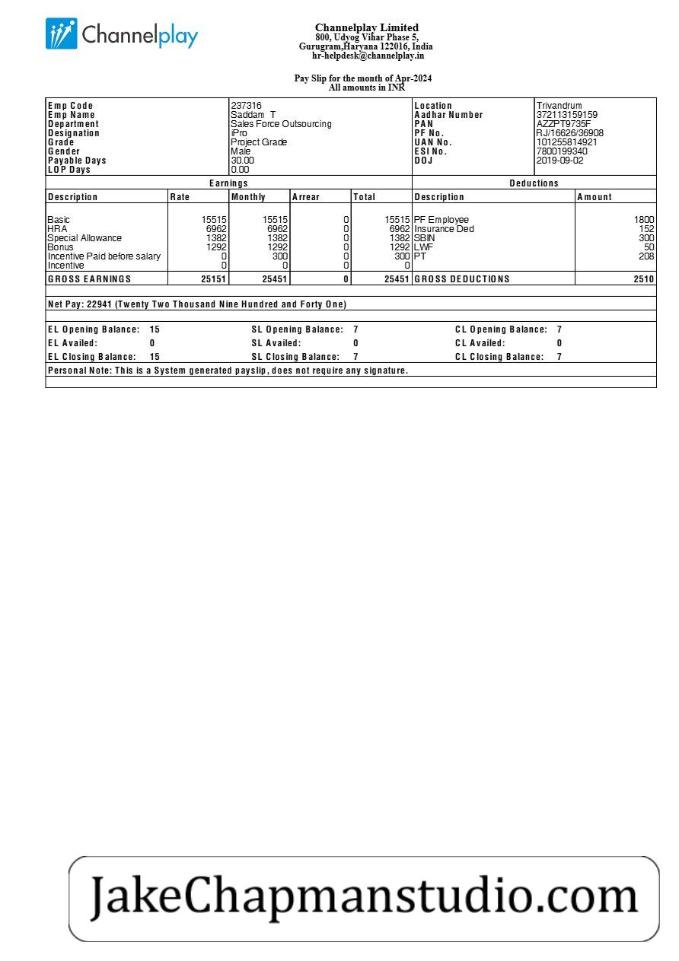 Channelplay
Channelplay Limited
800, Udyog Vihar Phase 5,
Gurugram,Haryana 122016, India
hr-helpdesk@channelplay.in
Pay Slip for the month of Apr-2024
All amounts in INR
Emp Code 237316 Location Trivandrum
Emp Name Saddam T Aadhar Number 372113159159
Department Sales Force Outsourcing PAN AZZPT9735F
Designation iPro PF No. RJ/16626/36908
Grade Project Grade UAN No. 101255814921
Gender Male ESI No. 7800199340
Payable Days 30.00 DOJ 2019-09-02
LOP Days 0.00
Earnings Deductions
Description Rate Monthly Arrear Total Description Amount
Basic 15515 15515 0 15515 PF Employee 1800
HRA 6962 6962 0 6962 Insurance Ded 152
Special Allowance 1382 1382 0 1382 SBIN 300
Bonus 1292 1292 0 1292 LWF 50
Incentive Paid before salary 0 300 0 300 PT 208
Incentive 0 0 0 0
GROSS EARNINGS 25151 25451 0 25451 GROSS DEDUCTIONS 2510
Net Pay: 22941 (Twenty Two Thousand Nine Hundred and Forty One)
EL Opening Balance: 15 SL Opening Balance: 7 CL Opening Balance: 7
EL Availed: 0 SL Availed: 0 CL Availed: 0
EL Closing Balance: 15 SL Closing Balance: 7 CL Closing Balance: 7
Personal Note: This is a System generated payslip, does not require any signature.
JakeChapmanstudio.com